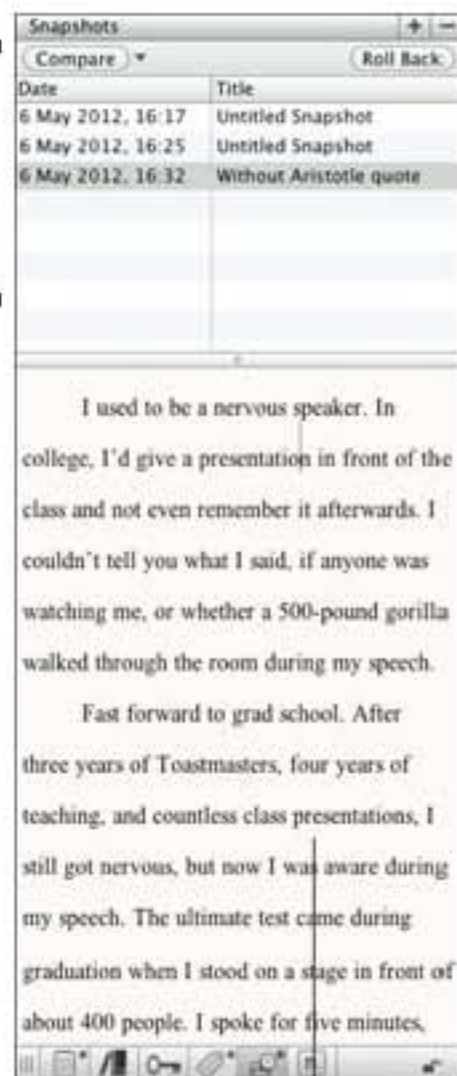 Snapshots + −
Compare Roll Back
Date Title
6 May 2012, 16:17 Untitled Snapshot
6 May 2012, 16:25 Untitled Snapshot
6 May 2012, 16:32 Without Aristotle quote
I used to be a nervous speaker. In
college, I’d give a presentation in front of the
class and not even remember it afterwards. I
couldn’t tell you what I said, if anyone was
watching me, or whether a 500-pound gorilla
walked through the room during my speech.
Fast forward to grad school. After
three years of Toastmasters, four years of
teaching, and countless class presentations, I
still got nervous, but now I was aware during
my speech. The ultimate test came during
graduation when I stood on a stage in front of
about 400 people. I spoke for five minutes,